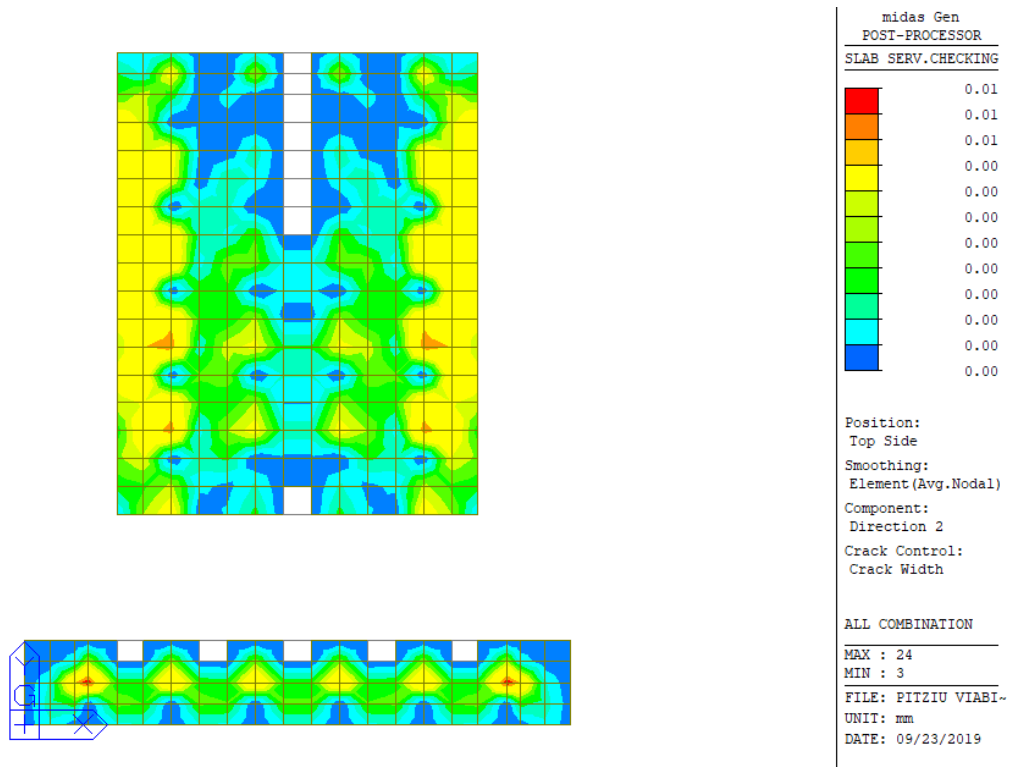 midas Gen
POST-PROCESSOR
SLAB SERV.CHECKING
0.01
0.01
0.01
0.00
0.00
0.00
0.00
0.00
0.00
0.00
0.00
0.00
Position:
Top Side
Smoothing:
Element(Avg.Nodal)
Component:
Direction 2
Crack Control:
Crack Width
ALL COMBINATION
MAX : 24
MIN : 3
FILE: PITZIU VIABI~
UNIT: mm
DATE: 09/23/2019
Y
G
X